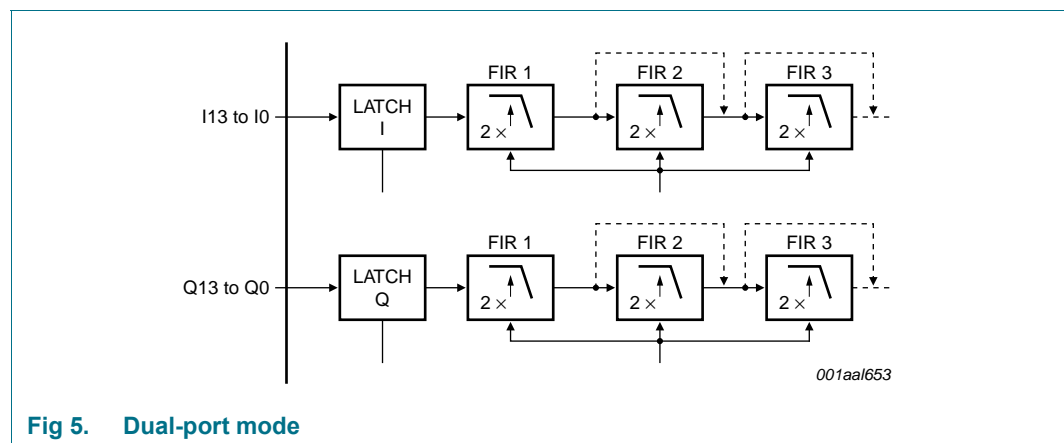 FIR 1 FIR 2 FIR 3
I13 to I0
LATCH
I
2 × 2 × 2 ×
FIR 1 FIR 2 FIR 3
Q13 to Q0
LATCH
Q
2 × 2 × 2 ×
001aal653
Fig 5. Dual-port mode